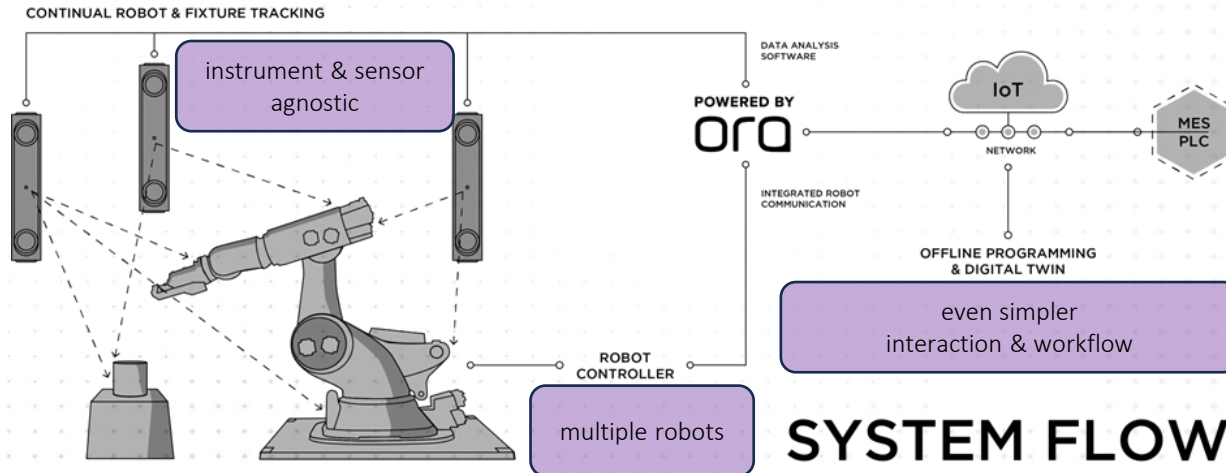 CONTINUAL ROBOT & FIXTURE TRACKING
instrument & sensor
agnostic
DATA ANALYSIS
SOFTWARE
POWERED BY
ora
IoT
NETWORK
MES
PLC
INTEGRATED ROBOT
COMMUNICATION
OFFLINE PROGRAMMING
& DIGITAL TWIN
even simpler
interaction & workflow
ROBOT
CONTROLLER
multiple robots
SYSTEM FLOW